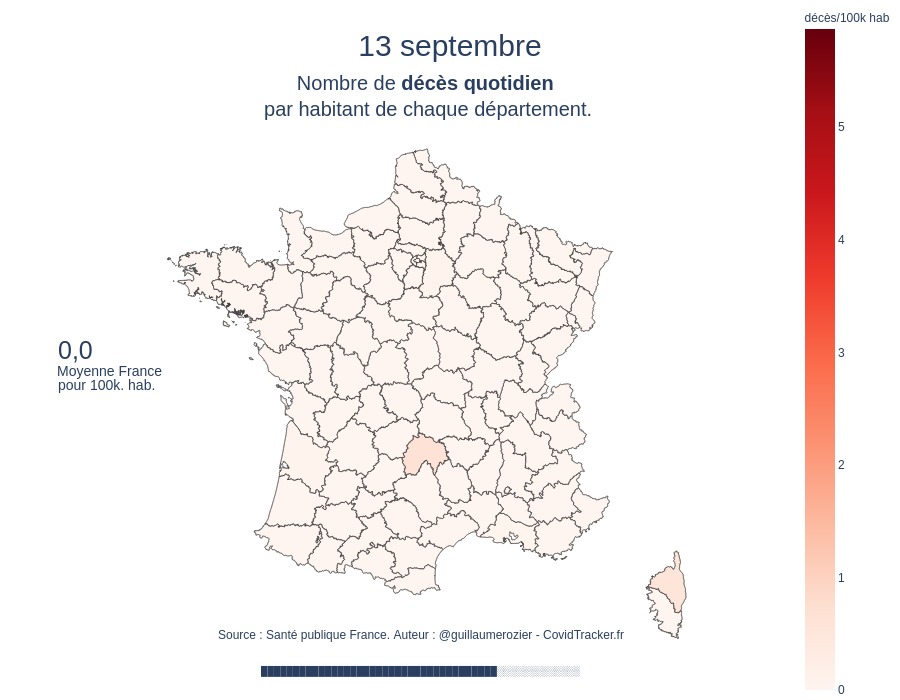 13 septembre
Nombre de décès quotidien
par habitant de chaque département.
décès/100k hab
5
4
3
2
1
0
0,0
Moyenne France
pour 100k. hab.
Source : Santé publique France. Auteur : @guillaumerozier - CovidTracker.fr